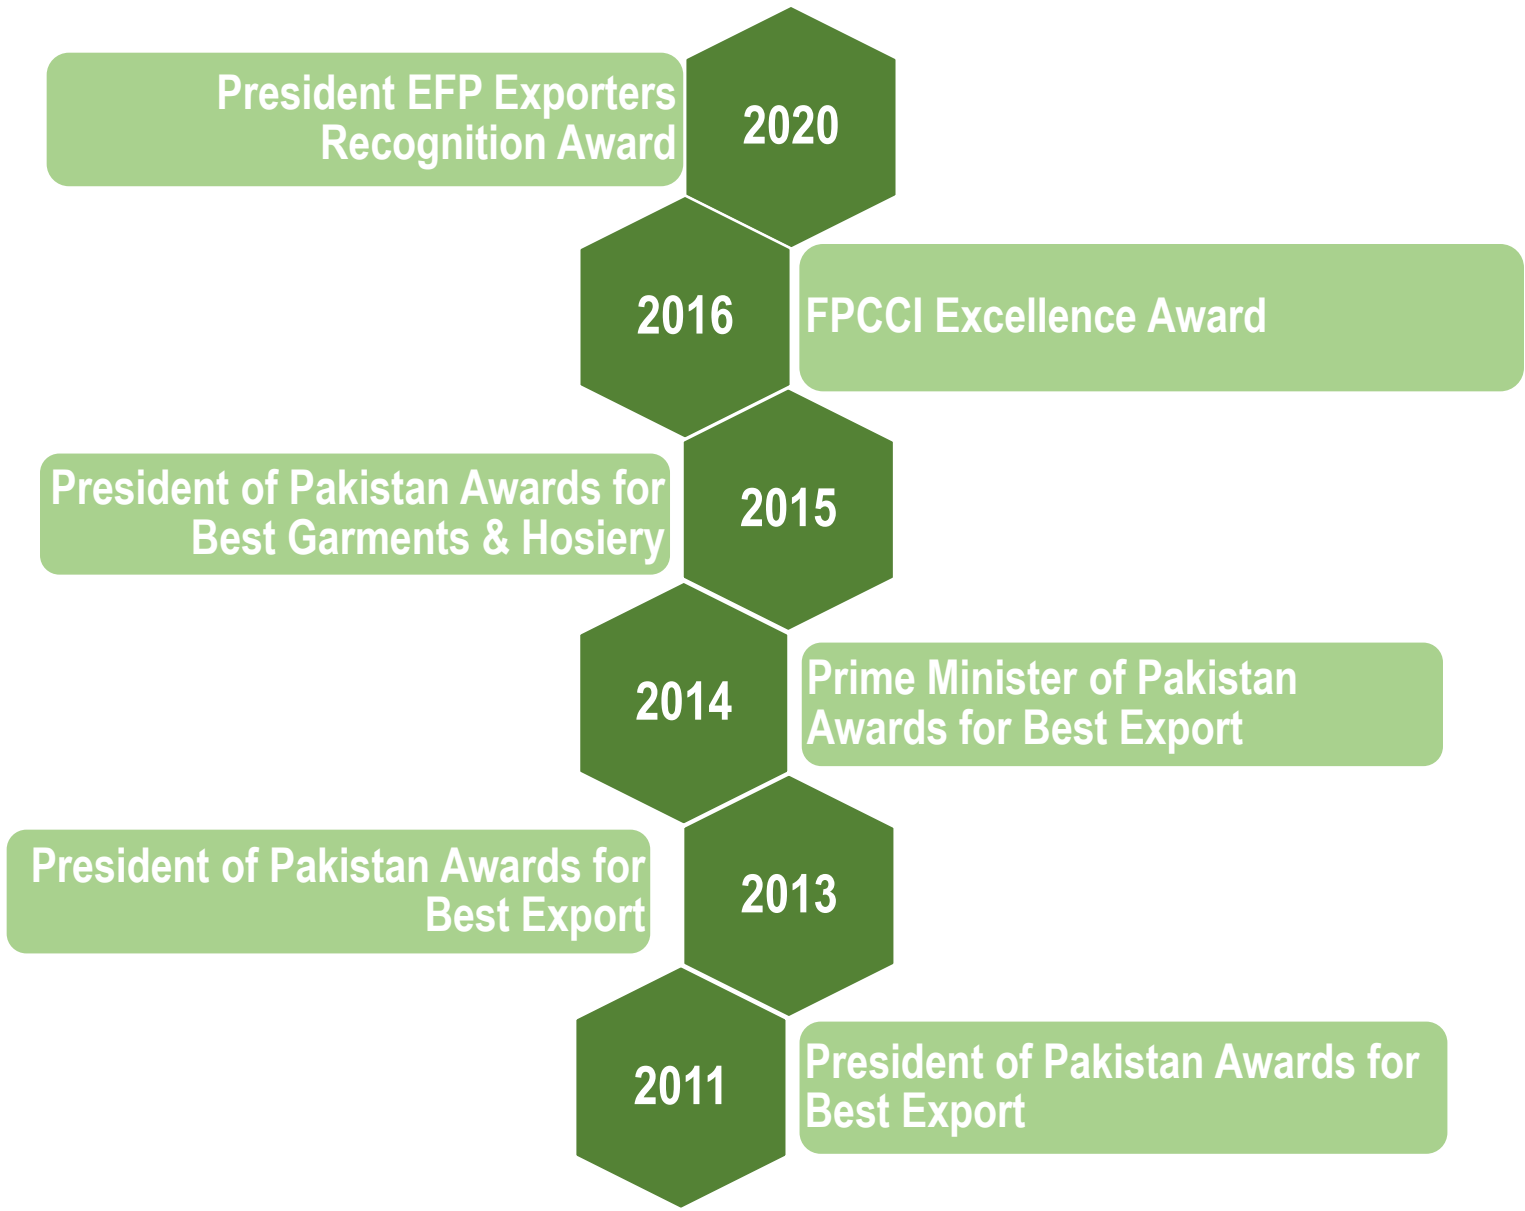 President EFP Exporters
Recognition Award
2020
2016
FPCCI Excellence Award
President of Pakistan Awards for
Best Garments & Hosiery
2015
2014
Prime Minister of Pakistan
Awards for Best Export
President of Pakistan Awards for
Best Export
2013
2011
President of Pakistan Awards for
Best Export